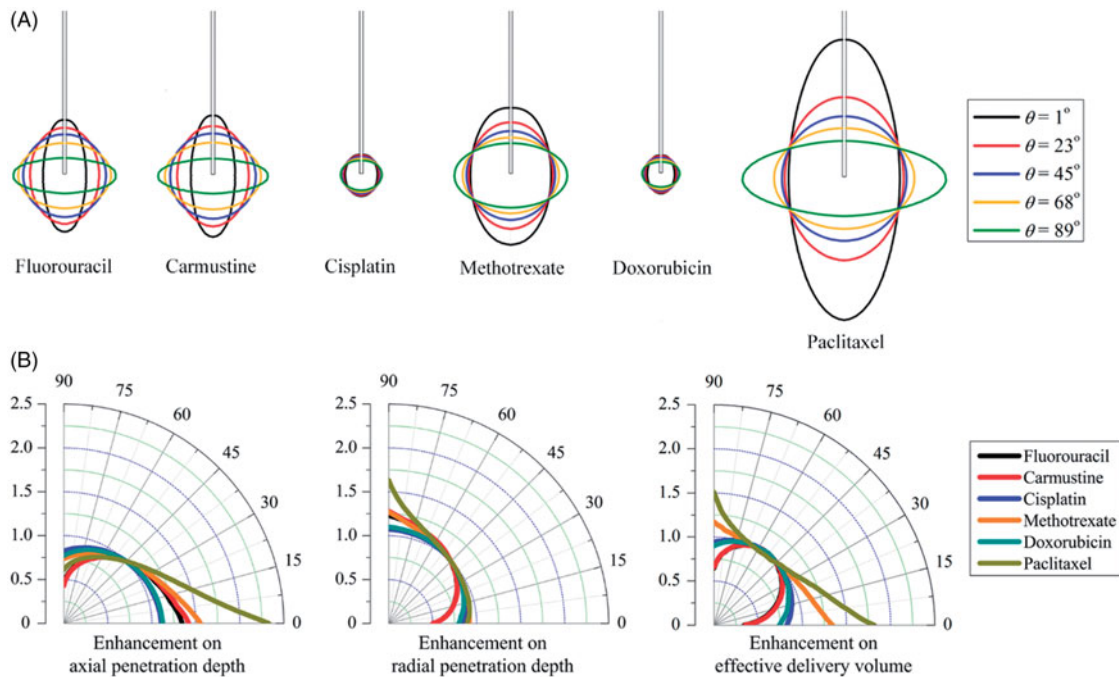 (A)
θ = 1°
θ = 23°
θ = 45°
θ = 68°
θ = 89°
Fluorouracil
Carmustine
Cisplatin
Methotrexate
Doxorubicin
Paclitaxel
(B)
90
75
60
45
30
15
0
2.5
2.0
1.5
1.0
0.5
0
Enhancement on
axial penetration depth
90
75
60
45
30
15
0
2.5
2.0
1.5
1.0
0.5
0
Enhancement on
radial penetration depth
90
75
60
45
30
15
0
2.5
2.0
1.5
1.0
0.5
0
Enhancement on
effective delivery volume
Fluorouracil
Carmustine
Cisplatin
Methotrexate
Doxorubicin
Paclitaxel